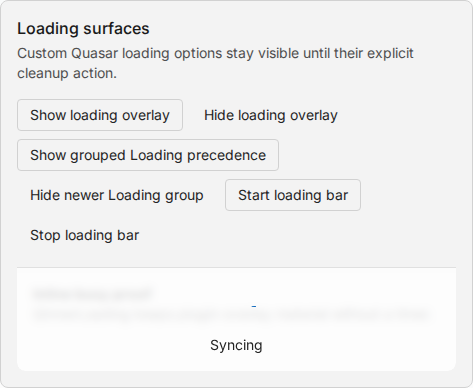 Loading surfaces
Custom Quasar loading options stay visible until their explicit
cleanup action.
Show loading overlay
Hide loading overlay
Show grouped Loading precedence
Hide newer Loading group
Start loading bar
Stop loading bar
Syncing